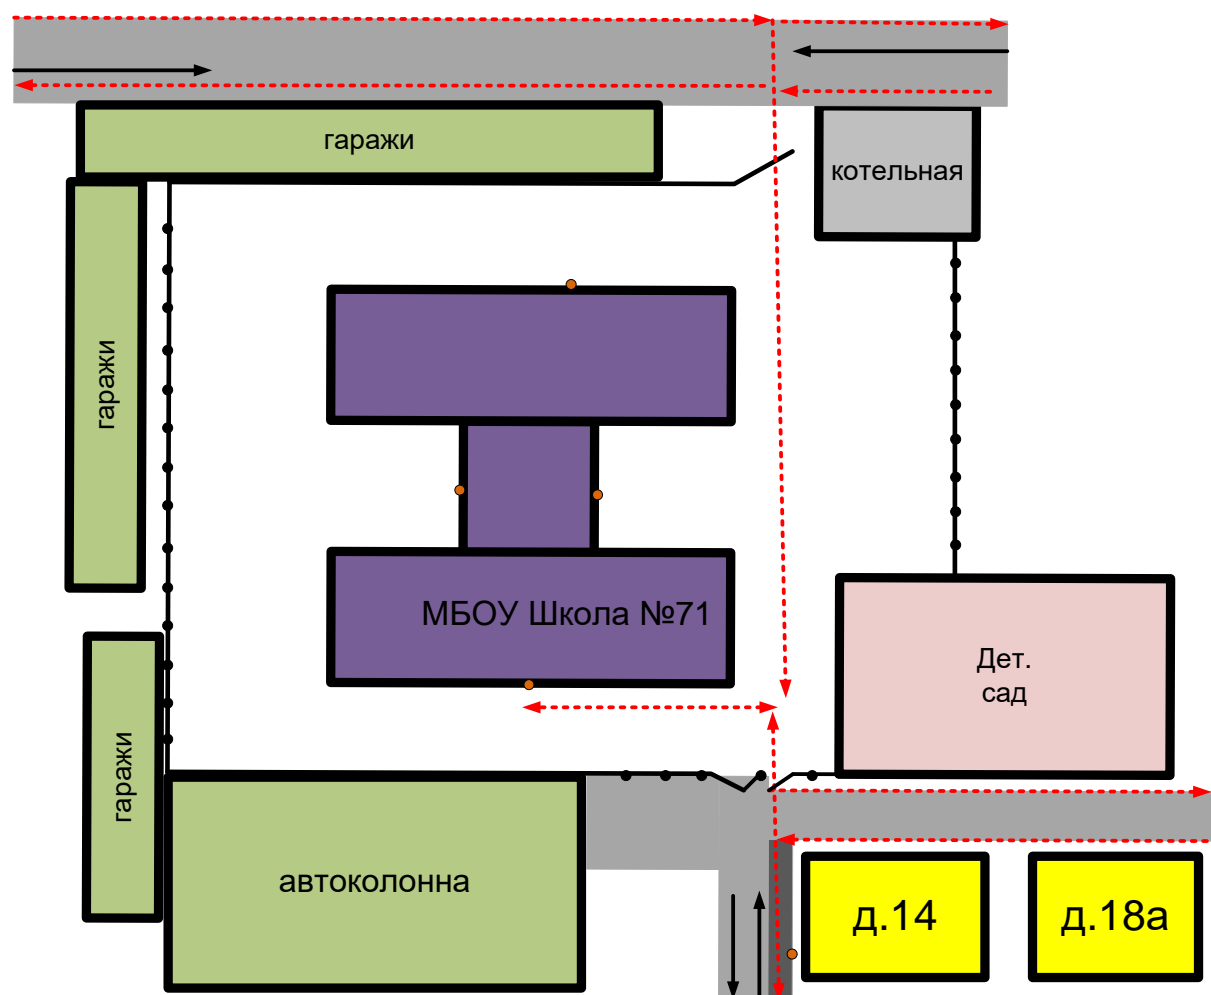 гаражи
котельная
гаражи
МБОУ Школа №71
Дет.
сад
гаражи
автоколонна
д.14
д.18а